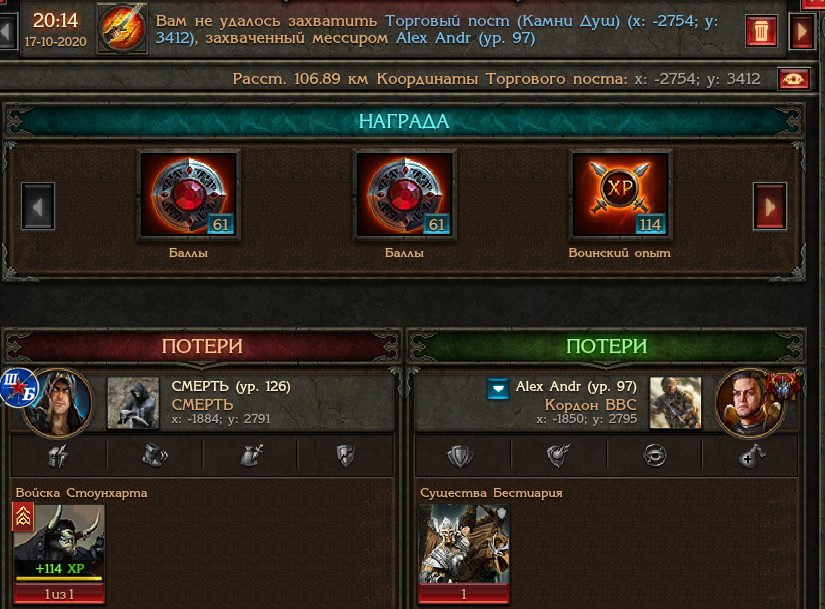 20:14
17-10-2020
Вам не удалось захватить Торговый пост (Камни Душ) (x: -2754; y:
3412), захваченный мессиром Alex Andr (ур. 97)
Расст. 106.89 км Координаты Торгового поста: x: -2754; y: 3412
НАГРАДА
61
61
XP
114
Баллы
Баллы
Воинский опыт
ПОТЕРИ
ПОТЕРИ
Ш
Б
СМЕРТЬ (ур. 126)
СМЕРТЬ
x: -1884; y: 2791
Alex Andr (ур. 97)
Кордон ВВС
x: -1850; y: 2795
Войска Стоунхарта
Существа Бестиария
+114 XP
1из1
1